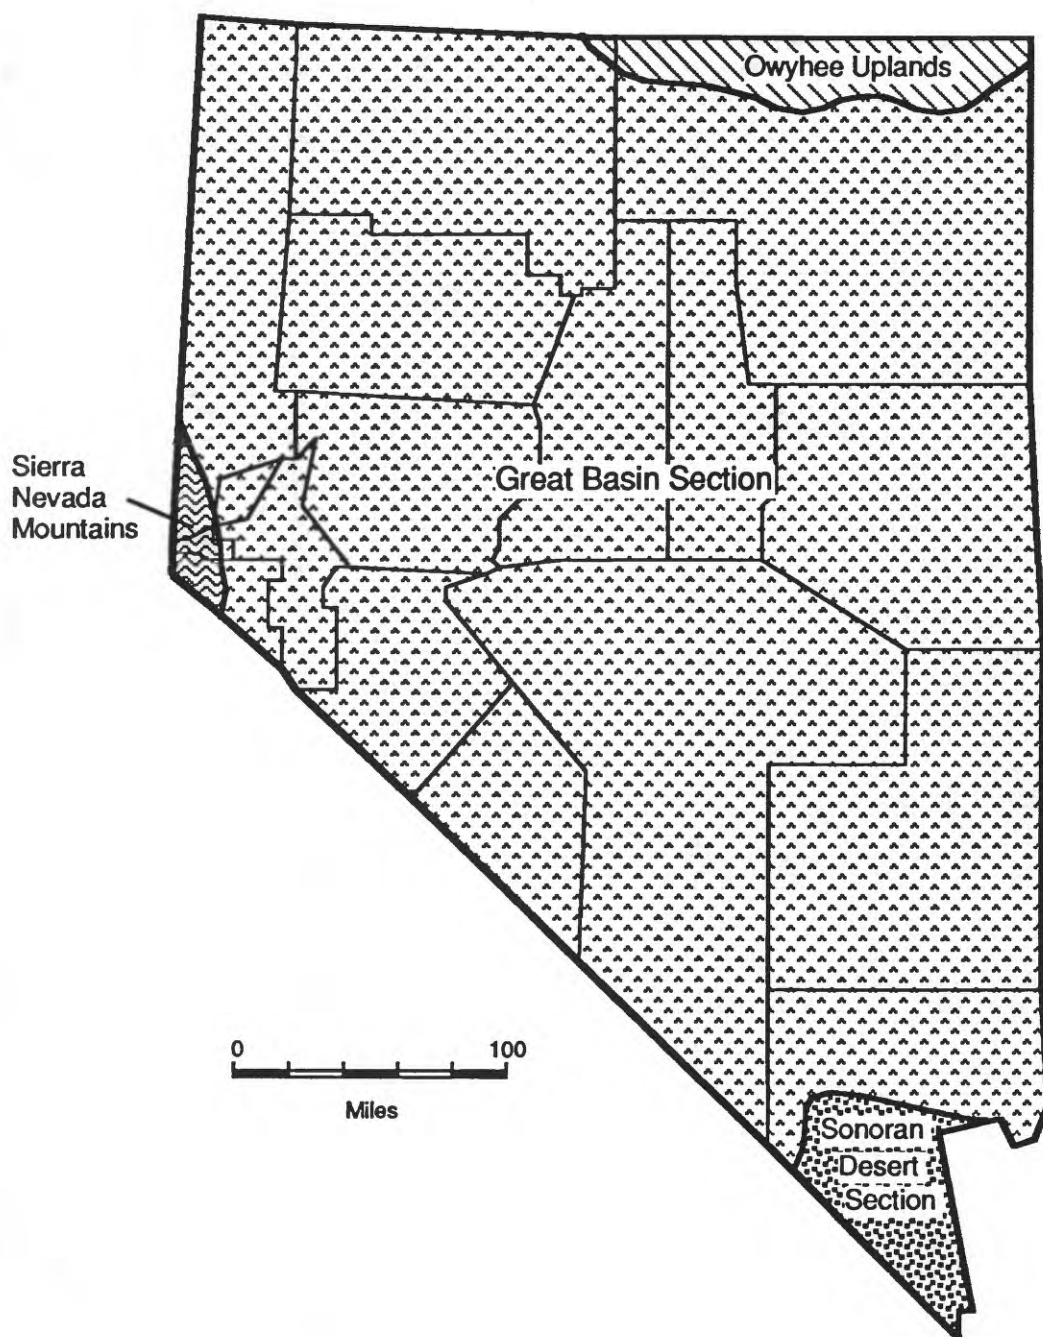 Owyhee Uplands
Sierra
Nevada
Mountains
Great Basin Section
0 100
Miles
Sonoran
Desert
Section